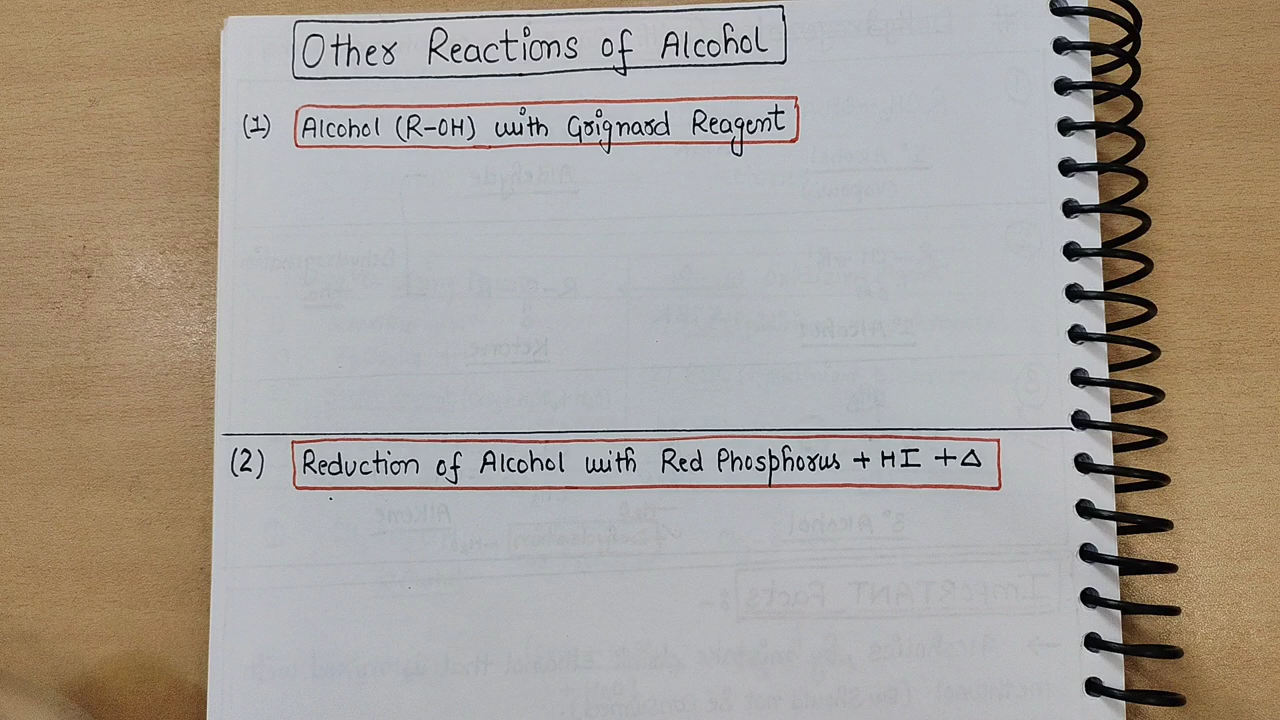 Other Reactions of Alcohol
(1) Alcohol (R-OH) with Grignard Reagent
(2) Reduction of Alcohol with Red Phosphorus + HI + Δ